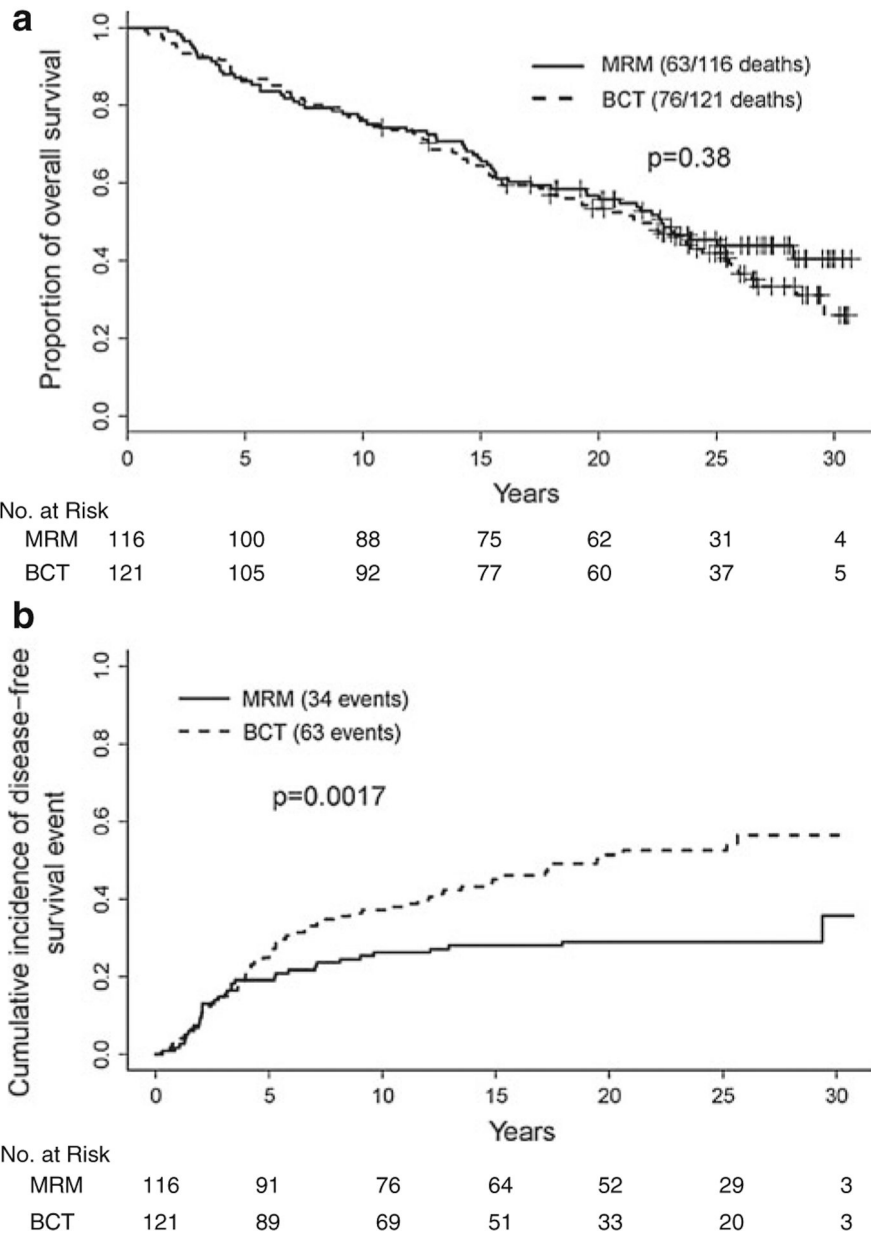 a
Proportion of overall survival
1.0
0.8
0.6
0.4
0.2
0.0
MRM (63/116 deaths)
BCT (76/121 deaths)
p=0.38
0 5 10 15 20 25 30
Years
No. at Risk
MRM 116 100 88 75 62 31 4
BCT 121 105 92 77 60 37 5
b
Cumulative incidence of disease-free
survival event
1.0
0.8
0.6
0.4
0.2
0.0
MRM (34 events)
BCT (63 events)
p=0.0017
0 5 10 15 20 25 30
Years
No. at Risk
MRM 116 91 76 64 52 29 3
BCT 121 89 69 51 33 20 3